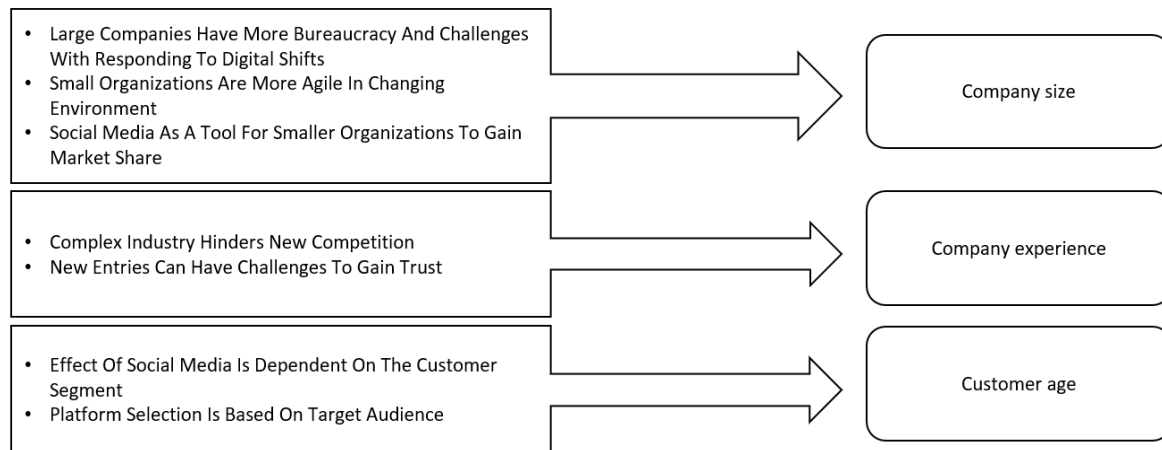 • Large Companies Have More Bureaucracy And Challenges
With Responding To Digital Shifts
• Small Organizations Are More Agile In Changing
Environment
• Social Media As A Tool For Smaller Organizations To Gain
Market Share
Company size
• Complex Industry Hinders New Competition
• New Entries Can Have Challenges To Gain Trust
Company experience
• Effect Of Social Media Is Dependent On The Customer
Segment
• Platform Selection Is Based On Target Audience
Customer age